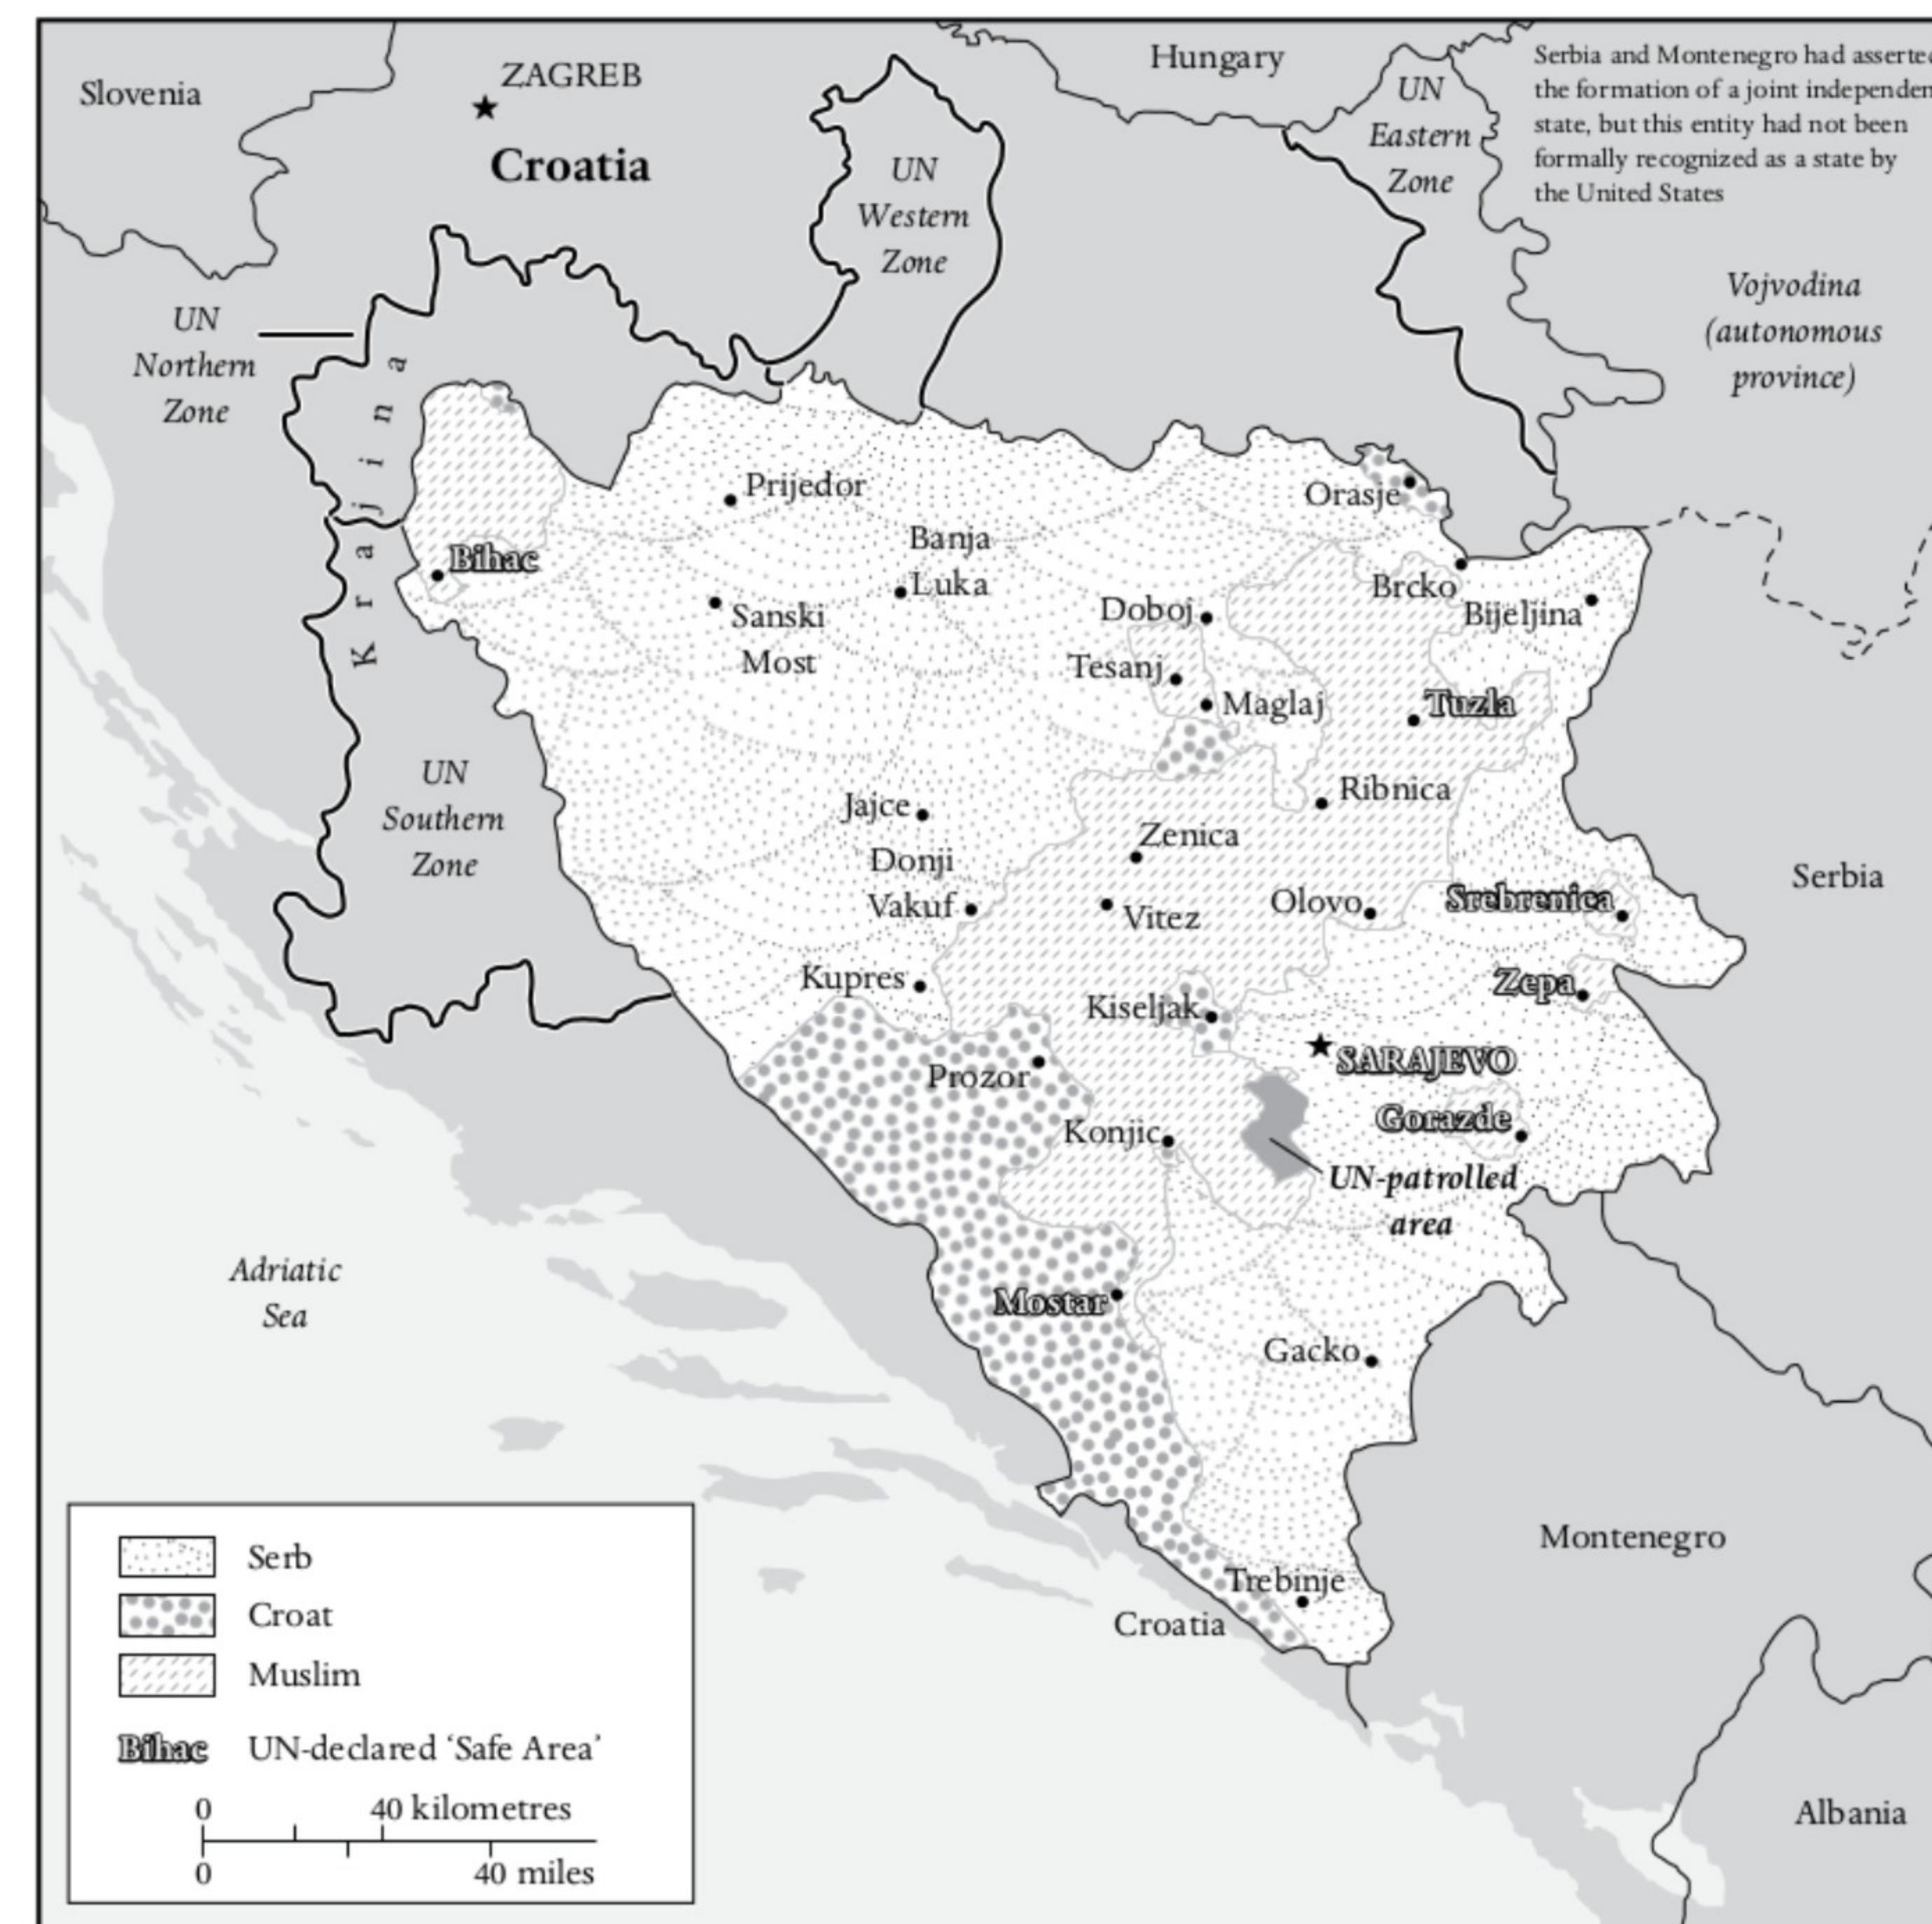 Slovenia
ZAGREB
Croatia
Hungary
UN
Eastern
Zone
Serbia and Montenegro had asserte
the formation of a joint independen
state, but this entity had not been
formally recognized as a state by
the United States
UN
Western
Zone
Vojvodina
(autonomous
province)
UN
Northern
Zone
Krajina
Prijedor
Orasje
Banja
Luka
Bihac
Brcko
Bijeljina
Sanski
Most
Doboj
Tesanj
Maglaj
Tuzla
UN
Southern
Zone
Jajce
Ribnica
Zenica
Donji
Vakuf
Vitez
Olovo
Srebrenica
Serbia
Kupres
Kiseljak
Zepa
SARAJEVO
Prozor
Gorazde
Konjic
UN-patrolled
area
Adriatic
Sea
Mostar
Gacko
Montenegro
Trebinje
Croatia
Albania
Serb
Croat
Muslim
Bihac UN-declared ‘Safe Area’
0 40 kilometres
0 40 miles